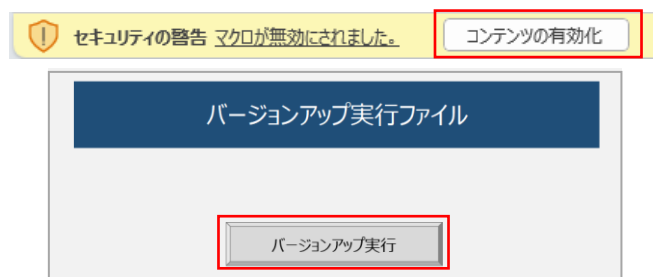 セキュリティの警告 マクロが無効にされました。 コンテンツの有効化
バージョンアップ実行ファイル
バージョンアップ実行